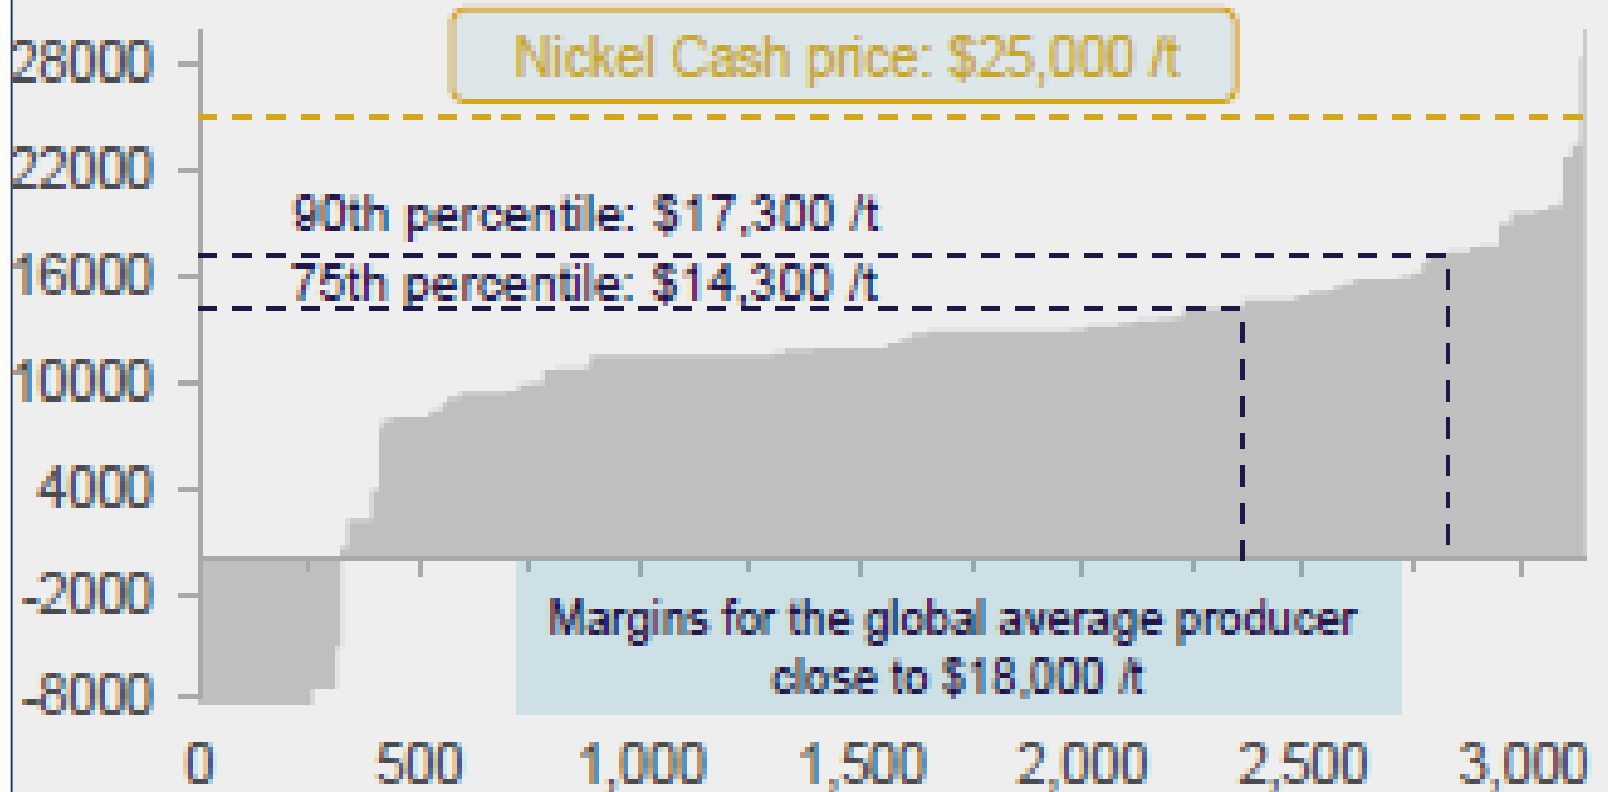 28000
Nickel Cash price: $25,000 /t
22000
90th percentile: $17,300 /t
16000
75th percentile: $14,300 /t
10000
4000
-2000
Margins for the global average producer
close to $18,000 /t
-8000
0 500 1,000 1,500 2,000 2,500 3,000